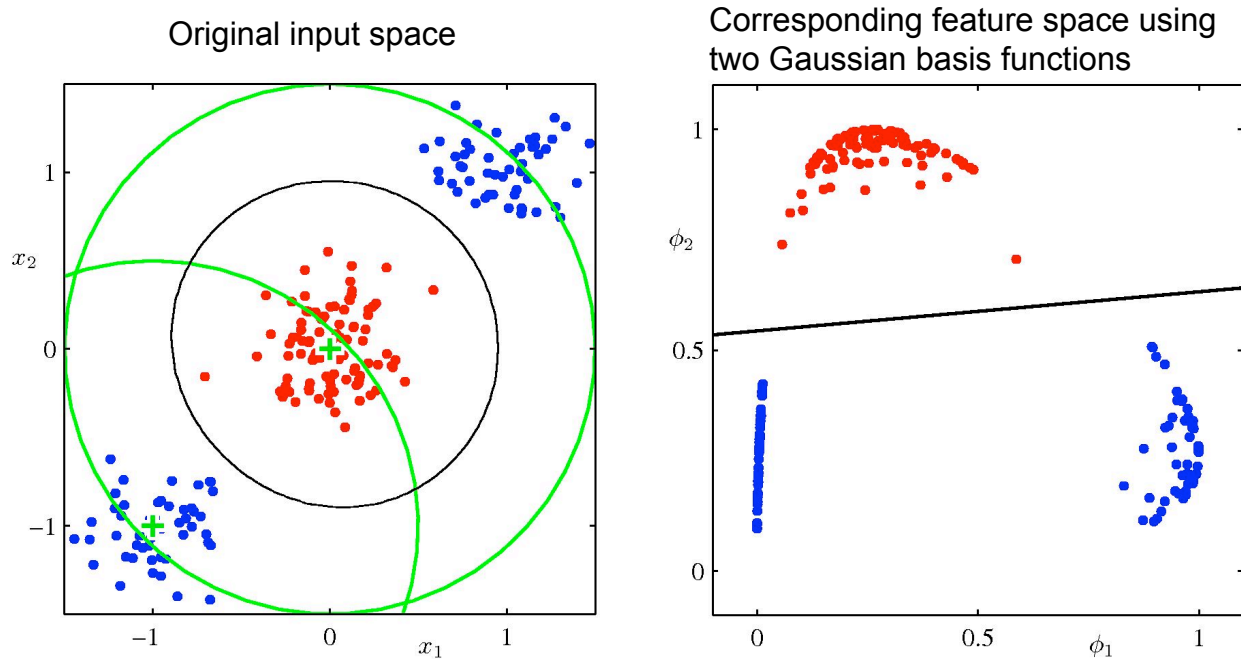 Original input space
Corresponding feature space using
two Gaussian basis functions
x₂
1
0
−1
−1
0
1
x₁
1
ϕ₂
0.5
0
0
0.5
ϕ₁
1